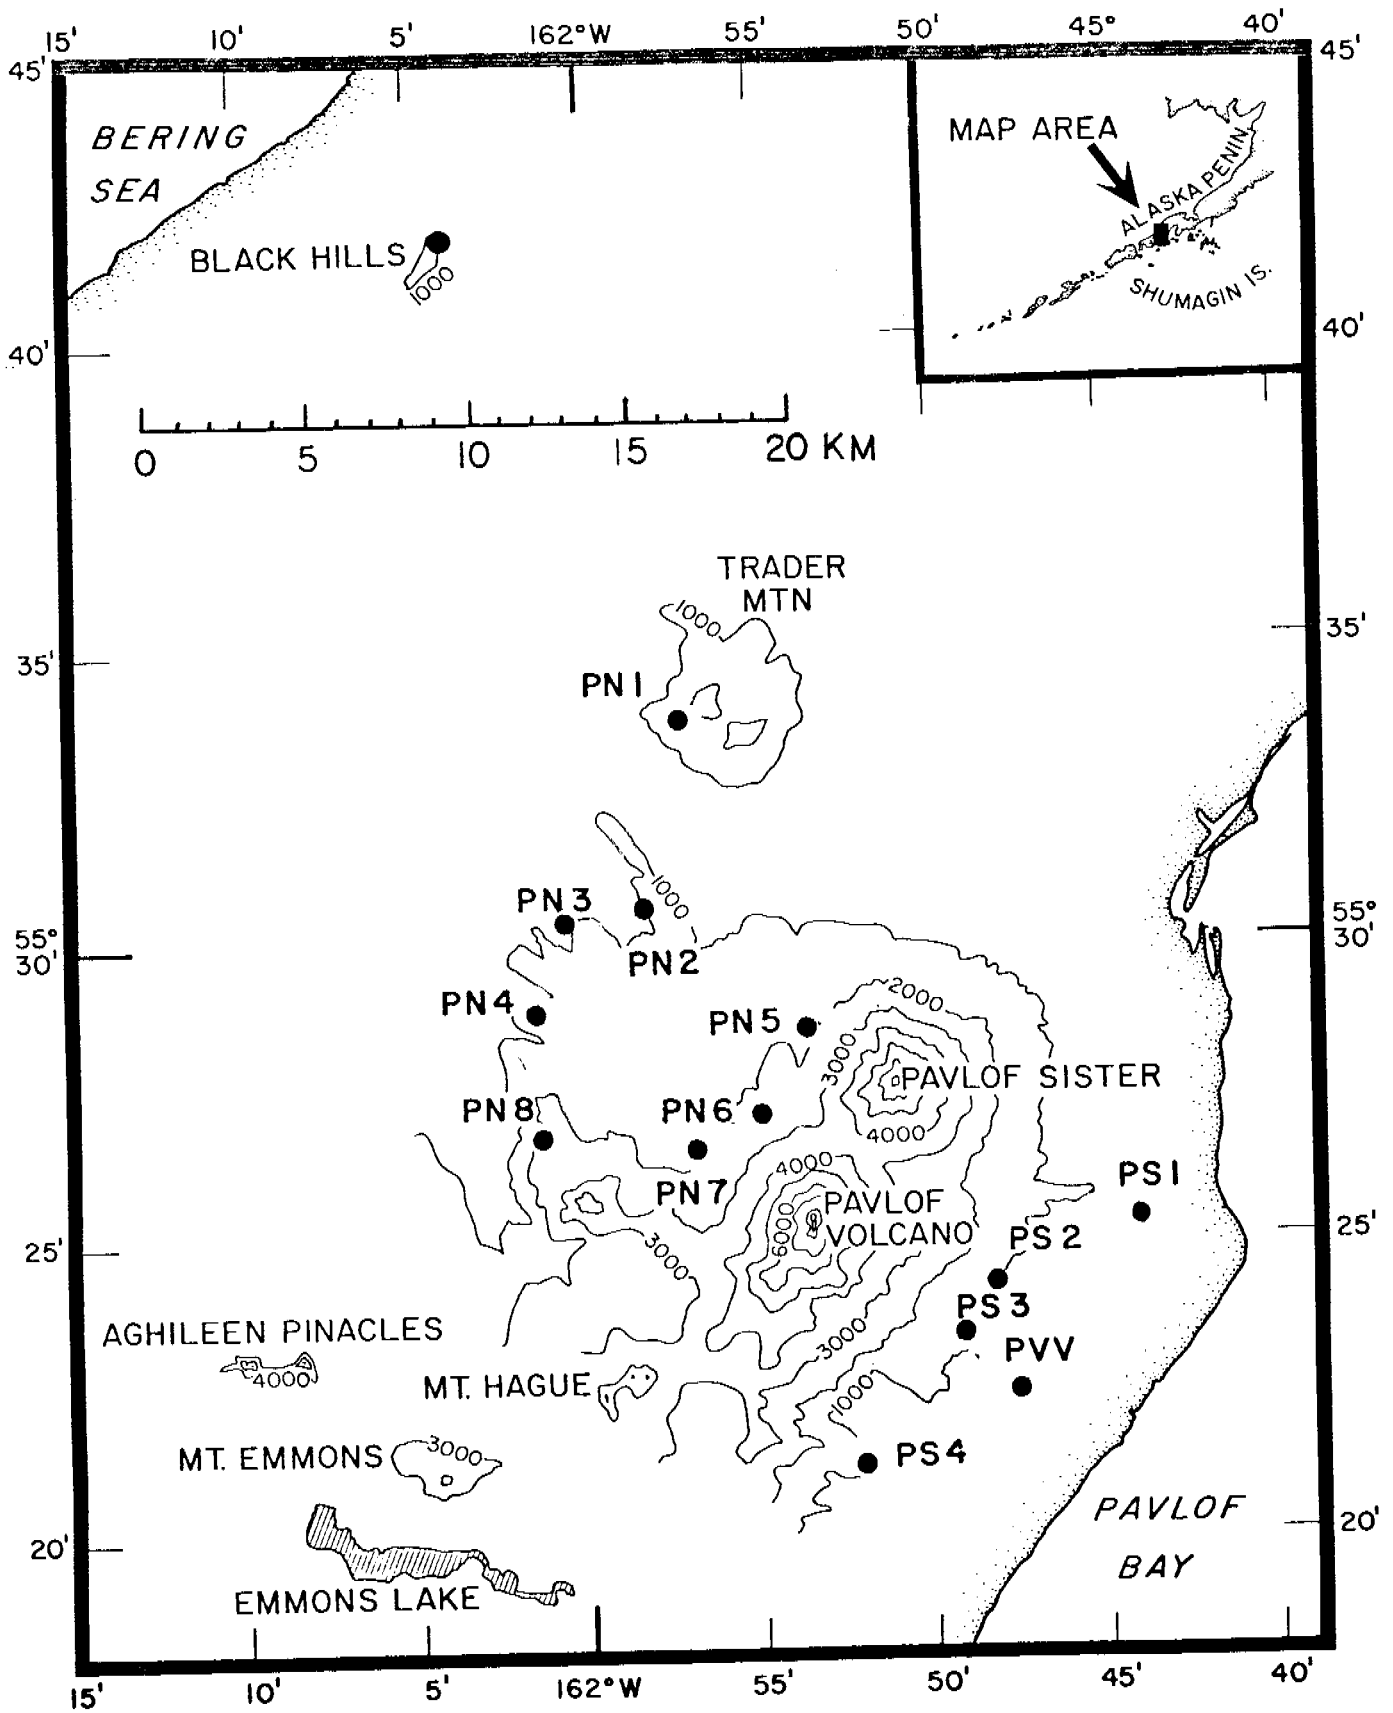 15' 10' 5' 162°W 55' 50' 45° 40'
45' 45'
BERING
SEA
MAP AREA
ALASKA PENIN
BLACK HILLS
1000
SHUMAGIN IS.
40' 40'
0 5 10 15 20 KM
TRADER
MTN
1000
35' 35'
PN1
1000
PN3
PN2
55°
30'
55°
30'
PN4
2000
PN5
3000
PAVLOF SISTER
PN8
PN6
4000
4000
PS1
PN7
PAVLOF
VOLCANO
6000
PS2
25' 25'
3000
PS3
AGHILEEN PINACLES
3000
PVV
4000
MT. HAGUE
1000
MT. EMMONS
3000
PS4
PAVLOF
BAY
20' 20'
EMMONS LAKE
15' 10' 5' 162°W 55' 50' 45' 40'